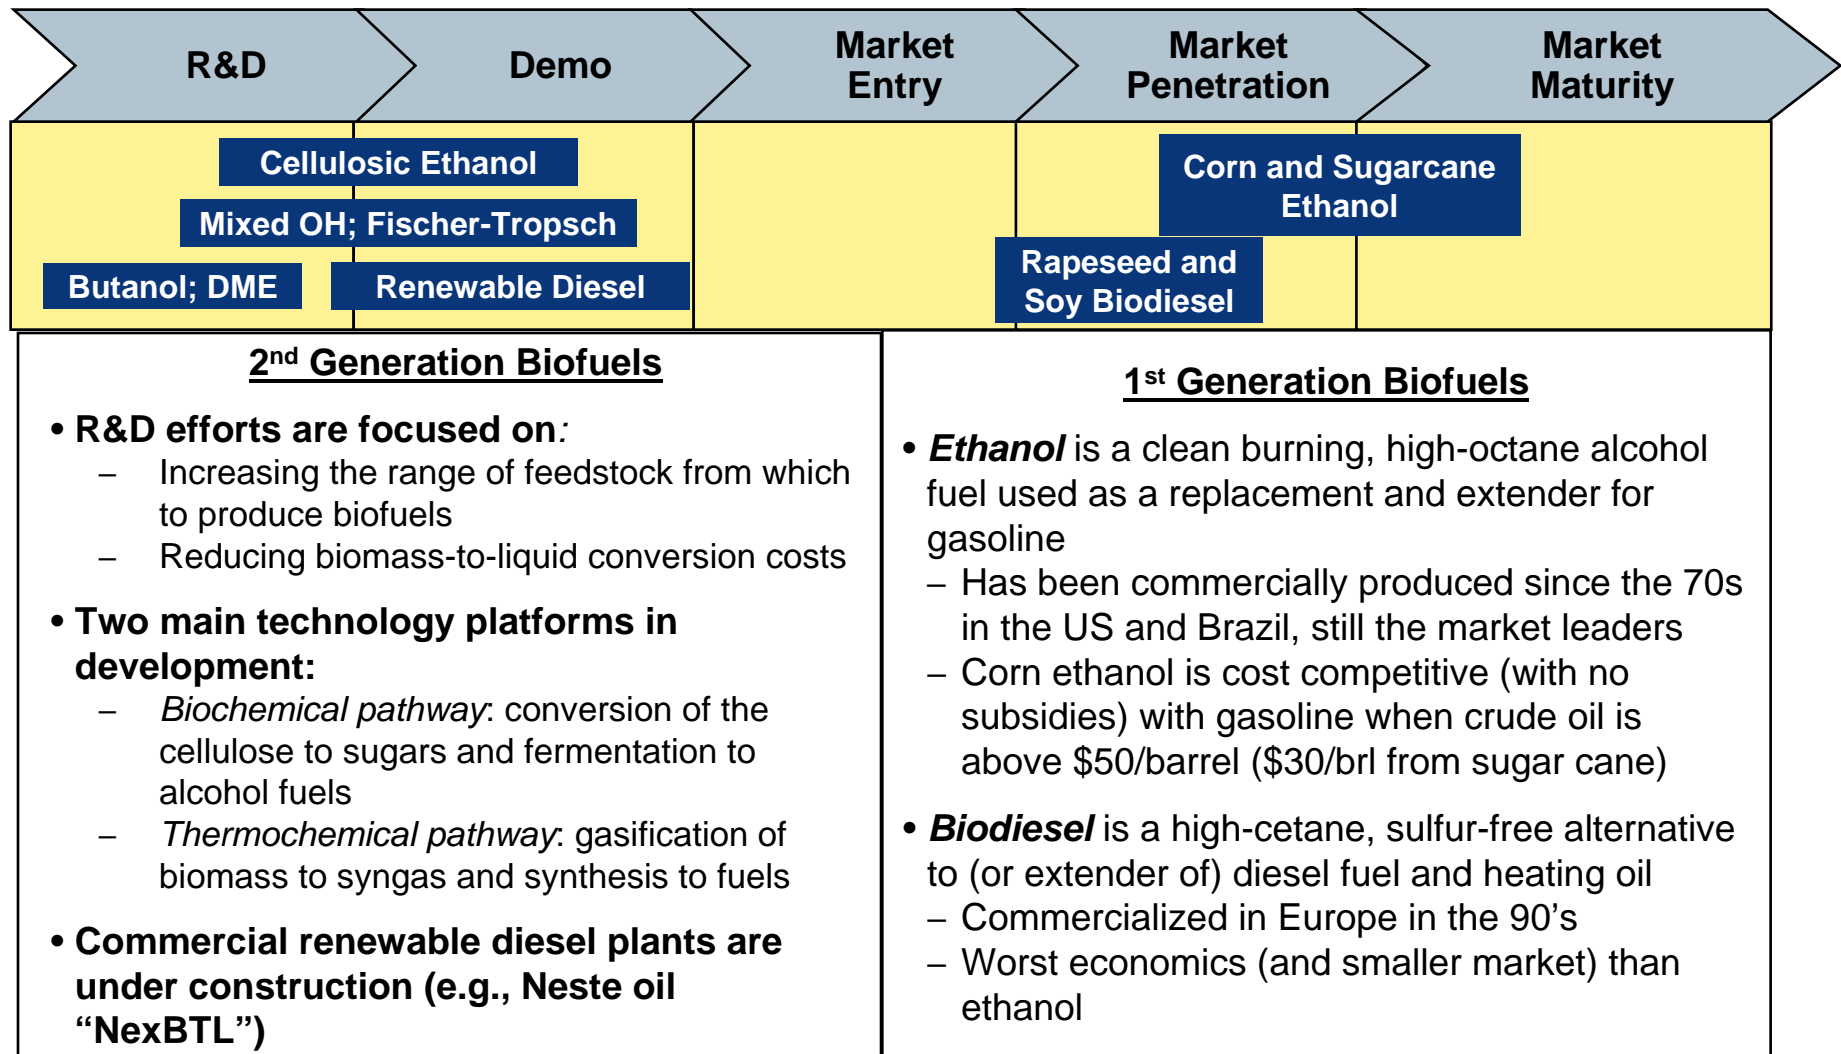 R&D
Demo
Market
Entry
Market
Penetration
Market
Maturity
Cellulosic Ethanol
Mixed OH; Fischer-Tropsch
Butanol; DME
Renewable Diesel
Corn and Sugarcane
Ethanol
Rapeseed and
Soy Biodiesel
2nd Generation Biofuels
• R&D efforts are focused on:
– Increasing the range of feedstock from which
to produce biofuels
– Reducing biomass-to-liquid conversion costs
• Two main technology platforms in
development:
– Biochemical pathway: conversion of the
cellulose to sugars and fermentation to
alcohol fuels
– Thermochemical pathway: gasification of
biomass to syngas and synthesis to fuels
• Commercial renewable diesel plants are
under construction (e.g., Neste oil
“NexBTL”)
1st Generation Biofuels
• Ethanol is a clean burning, high-octane alcohol
fuel used as a replacement and extender for
gasoline
– Has been commercially produced since the 70s
in the US and Brazil, still the market leaders
– Corn ethanol is cost competitive (with no
subsidies) with gasoline when crude oil is
above $50/barrel ($30/brl from sugar cane)
• Biodiesel is a high-cetane, sulfur-free alternative
to (or extender of) diesel fuel and heating oil
– Commercialized in Europe in the 90’s
– Worst economics (and smaller market) than
ethanol